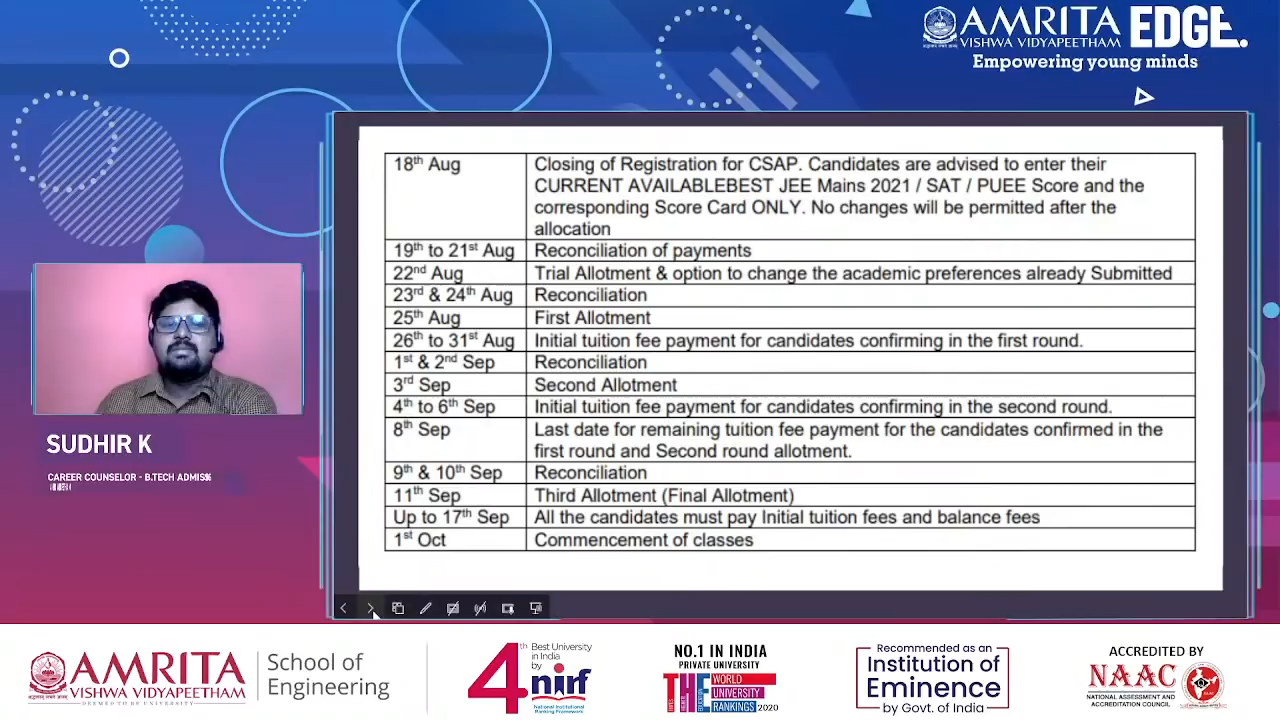 AMRITA
VISHWA VIDYAPEETHAM
EDGE.
Empowering young minds
18th Aug
Closing of Registration for CSAP. Candidates are advised to enter their
CURRENT AVAILABLEBEST JEE Mains 2021 / SAT / PUEE Score and the
corresponding Score Card ONLY. No changes will be permitted after the
allocation
19th to 21st Aug
Reconciliation of payments
22nd Aug
Trial Allotment & option to change the academic preferences already Submitted
23rd & 24th Aug
Reconciliation
25th Aug
First Allotment
26th to 31st Aug
Initial tuition fee payment for candidates confirming in the first round.
1st & 2nd Sep
Reconciliation
3rd Sep
Second Allotment
4th to 6th Sep
Initial tuition fee payment for candidates confirming in the second round.
8th Sep
Last date for remaining tuition fee payment for the candidates confirmed in the
first round and Second round allotment.
9th & 10th Sep
Reconciliation
11th Sep
Third Allotment (Final Allotment)
Up to 17th Sep
All the candidates must pay Initial tuition fees and balance fees
1st Oct
Commencement of classes
SUDHIR K
CAREER COUNSELOR - B.TECH
AMRITA
VISHWA VIDYAPEETHAM
DEEMED TO BE UNIVERSITY
School of
Engineering
4th
Best University
in India
by
nirf
National Institutional
Ranking Framework
NO.1 IN INDIA
PRIVATE UNIVERSITY
THE
WORLD
UNIVERSITY
RANKINGS
2020
Recommended as an
Institution of
Eminence
by Govt. of India
ACCREDITED BY
NAAC
NATIONAL ASSESSMENT AND
ACCREDITATION COUNCIL